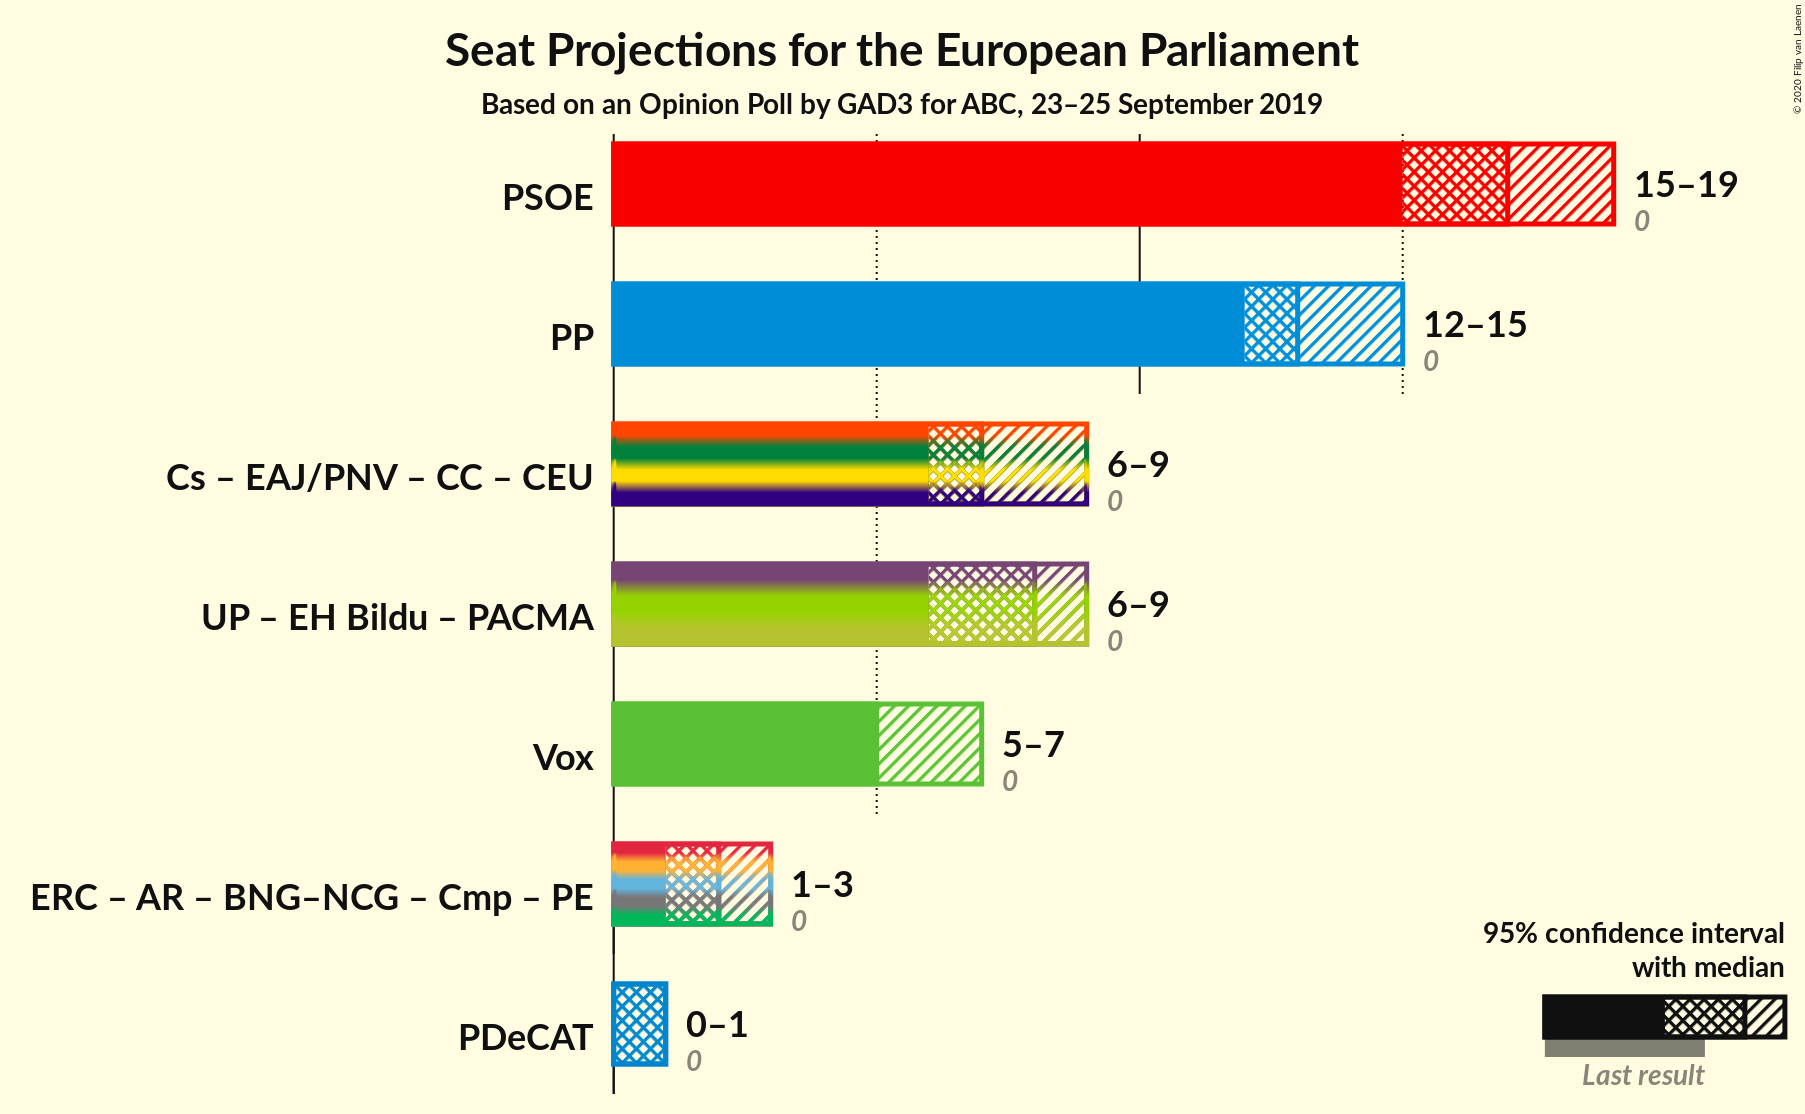 Seat Projections for the European Parliament
Based on an Opinion Poll by GAD3 for ABC, 23–25 September 2019
© 2020 Filip van Laenen
PSOE
15–19
0
PP
12–15
0
Cs – EAJ/PNV – CC – CEU
6–9
0
UP – EH Bildu – PACMA
6–9
0
Vox
5–7
0
ERC – AR – BNG–NCG – Cmp – PE
1–3
0
PDeCAT
0–1
0
95% confidence interval
with median
Last result